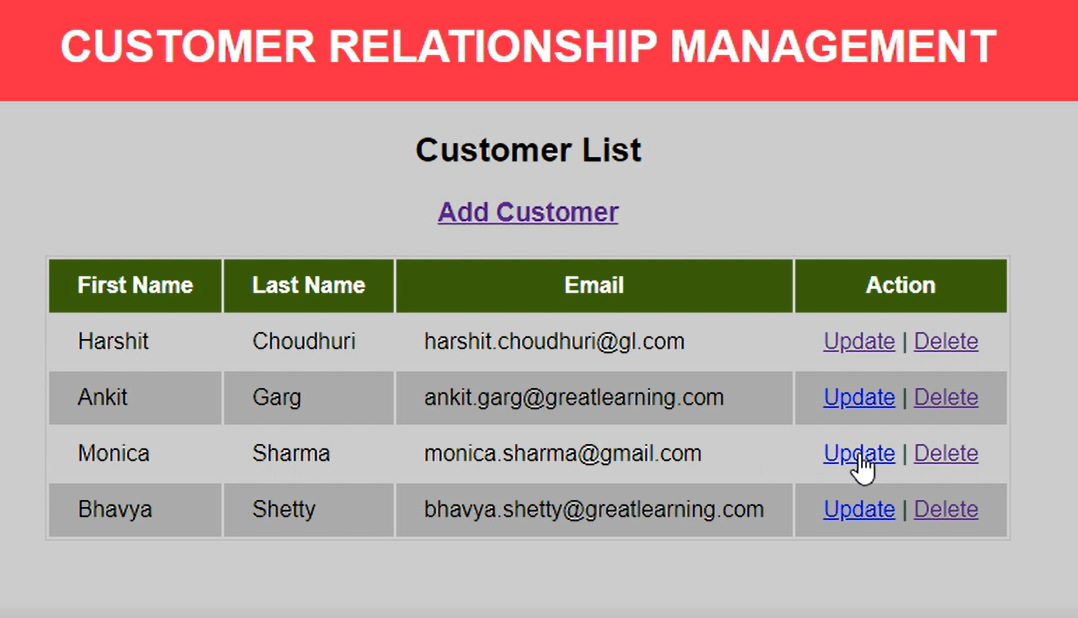 CUSTOMER RELATIONSHIP MANAGEMENT
Customer List
Add Customer
First Name Last Name Email Action
Harshit Choudhuri harshit.choudhuri@gl.com Update | Delete
Ankit Garg ankit.garg@greatlearning.com Update | Delete
Monica Sharma monica.sharma@gmail.com Update | Delete
Bhavya Shetty bhavya.shetty@greatlearning.com Update | Delete